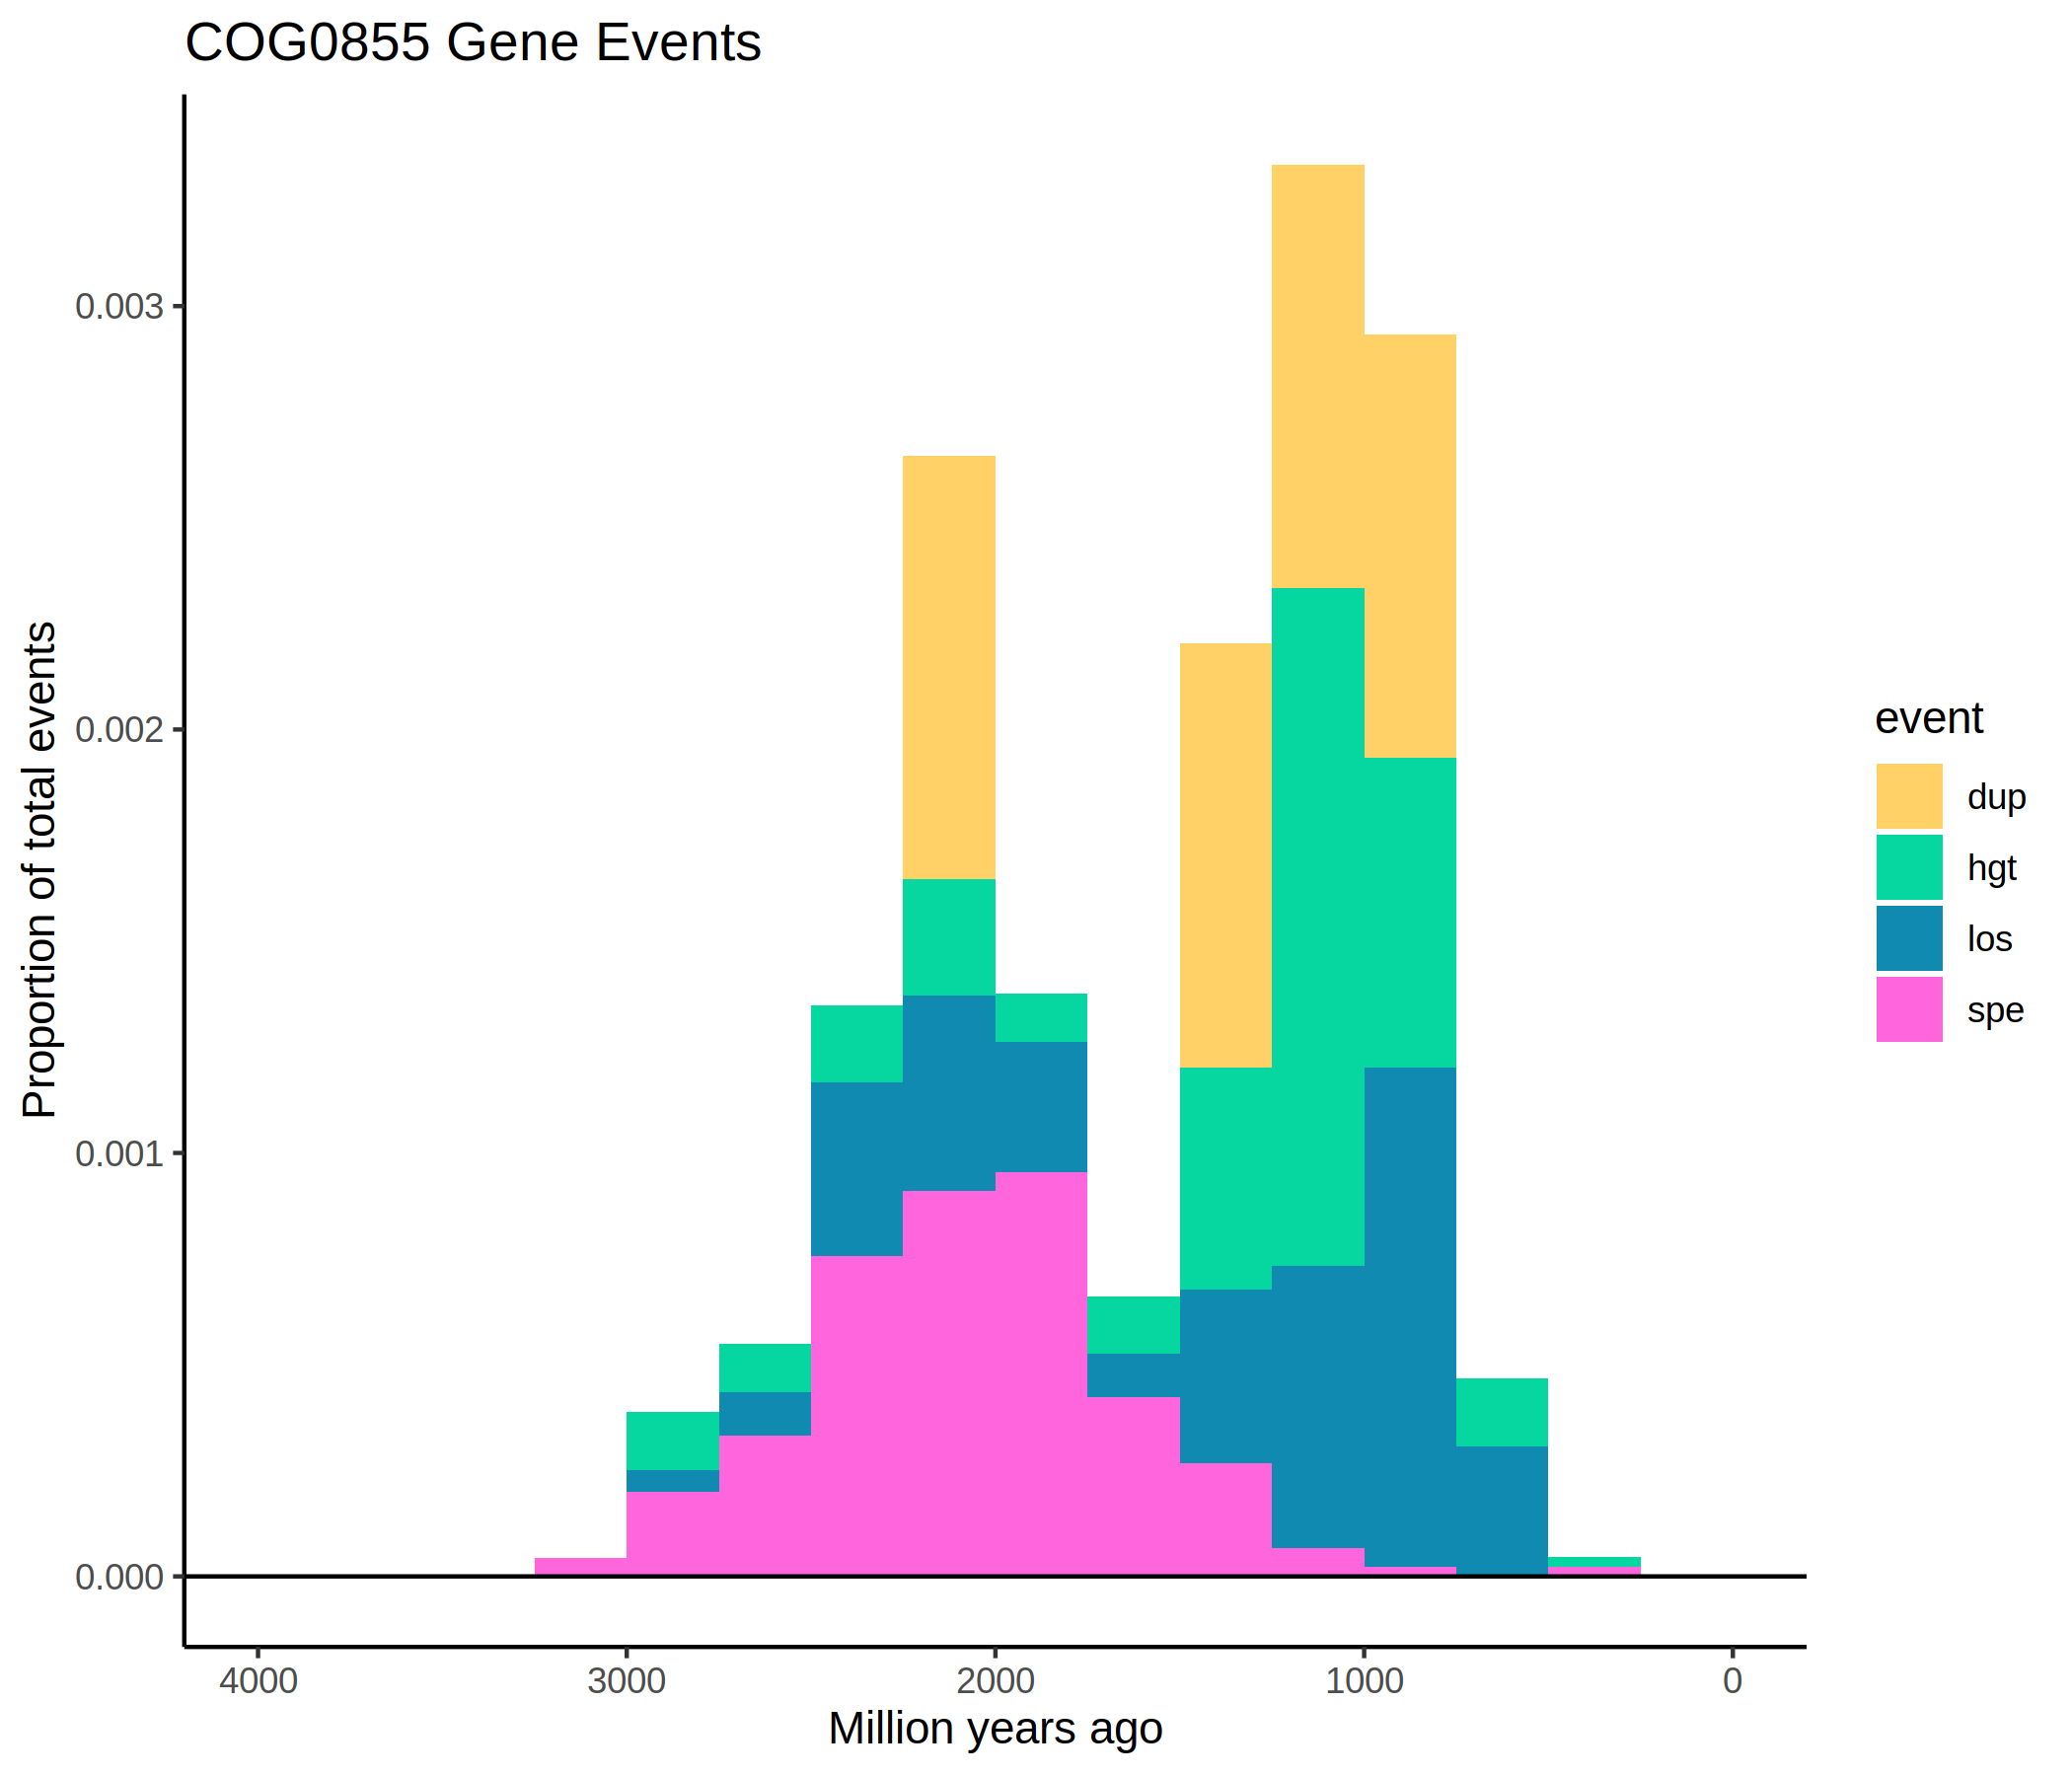 COG0855 Gene Events
Proportion of total events
0.003
0.002
0.001
0.000
4000 3000 2000 1000 0
Million years ago
event
dup
hgt
los
spe